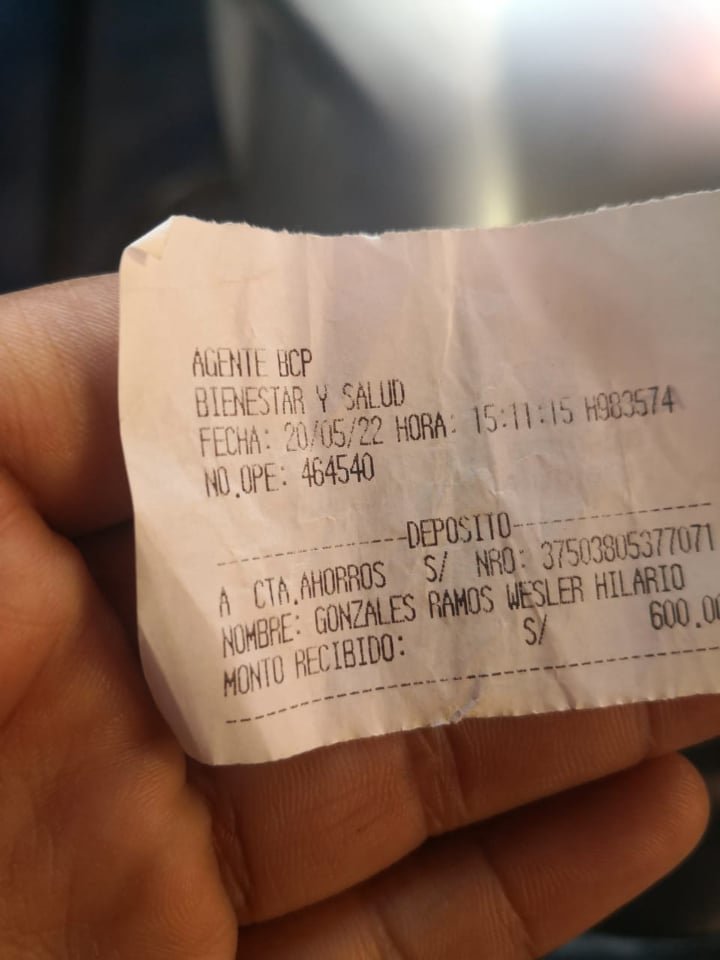 AGENTE BCP
BIENESTAR Y SALUD
FECHA: 20/05/22 HORA: 15:11:15 H983574
NO.OPE: 464540
--------------DEPOSITO--------------
A CTA.AHORROS S/ NRO: 37503805377071
NOMBRE: GONZALES RAMOS WESLER HILARIO
MONTO RECIBIDO: S/ 600.00